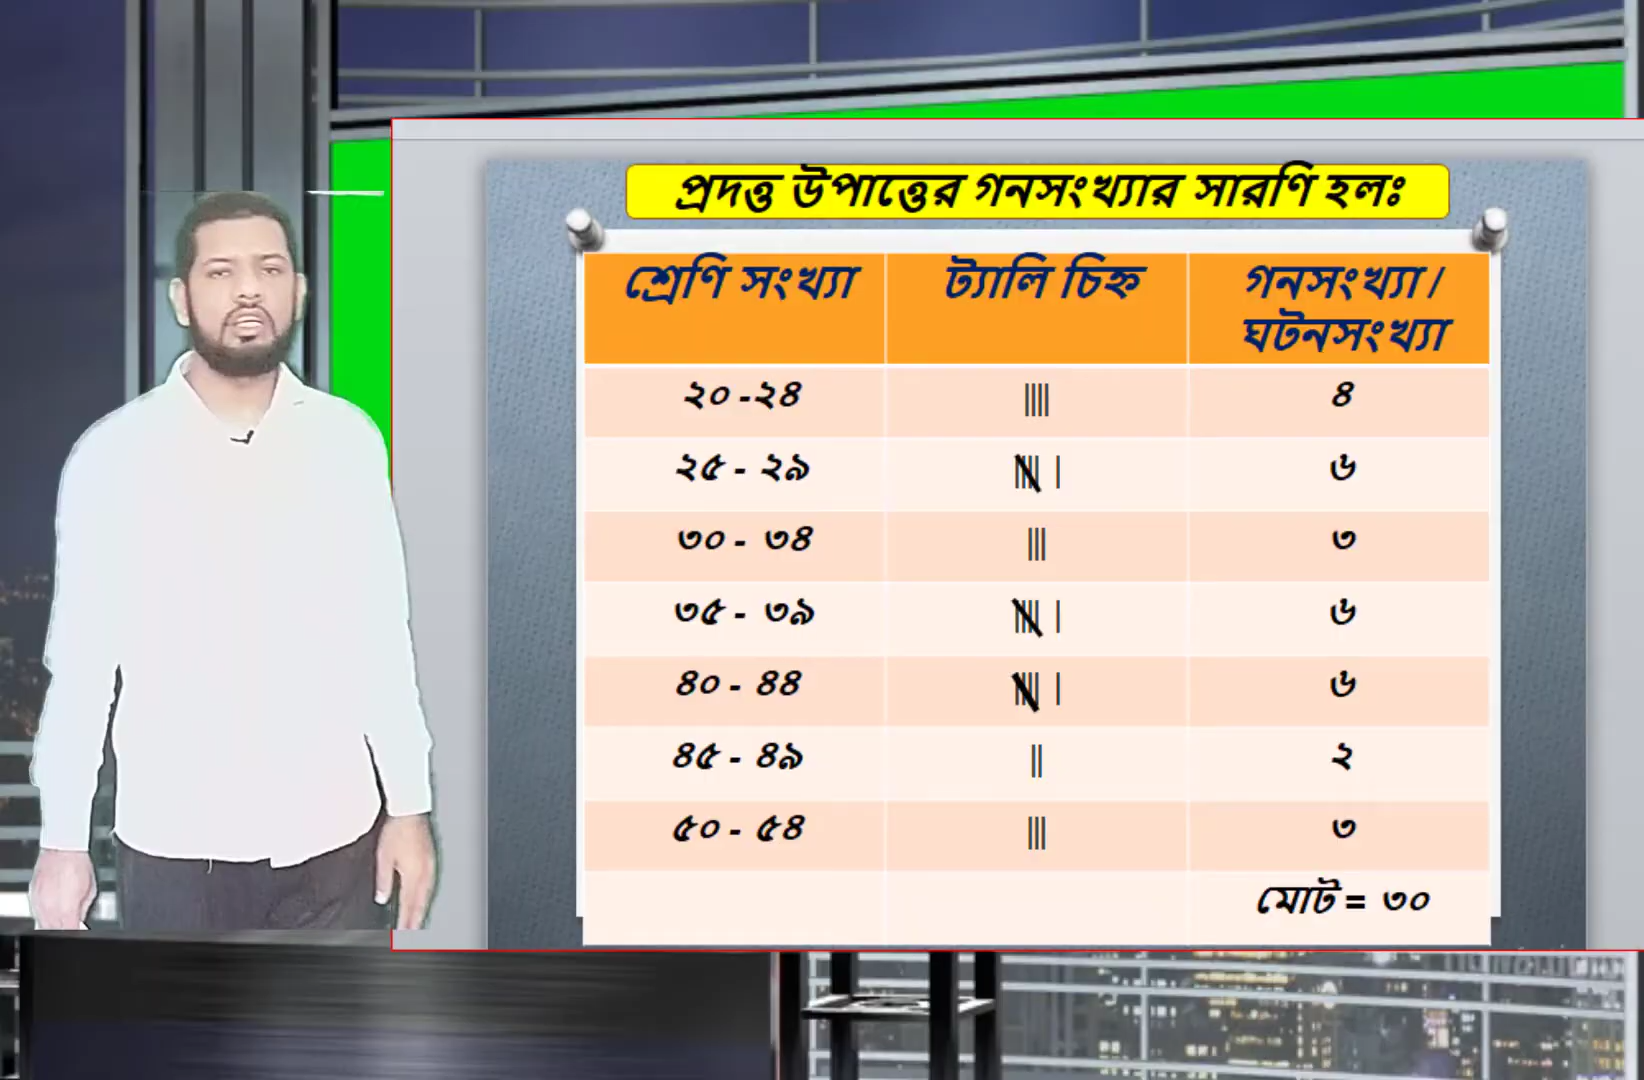 প্রদত্ত উপাত্তের গনসংখ্যার সারণি হলঃ
শ্রেণি সংখ্যা ট্যালি চিহ্ন গনসংখ্যা/
ঘটনসংখ্যা
২০ -২৪ |||| ৪
২৫ - ২৯ |||| | ৬
৩০ - ৩৪ ||| ৩
৩৫ - ৩৯ |||| | ৬
৪০ - ৪৪ |||| | ৬
৪৫ - ৪৯ || ২
৫০ - ৫৪ ||| ৩
মোট = ৩০